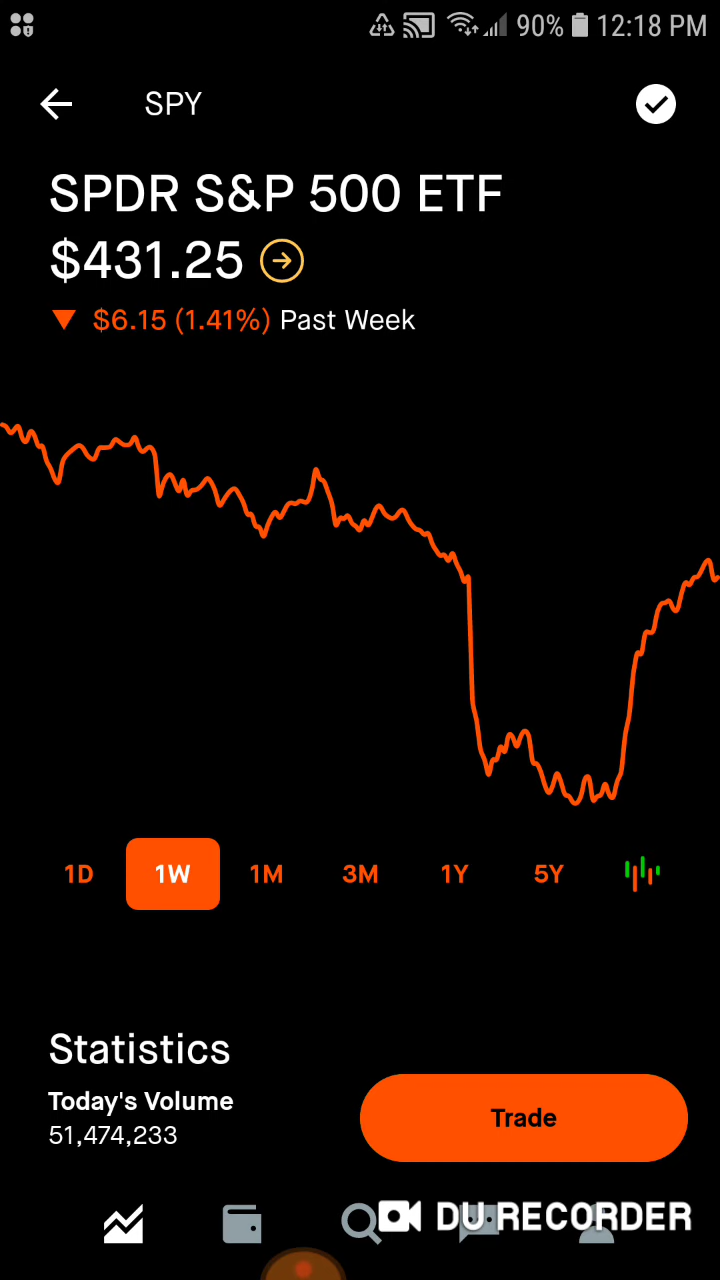 90% 12:18 PM
SPY
SPDR S&P 500 ETF
$431.25
$6.15 (1.41%) Past Week
1D 1W 1M 3M 1Y 5Y
Statistics
Today's Volume
51,474,233
Trade
DU RECORDER